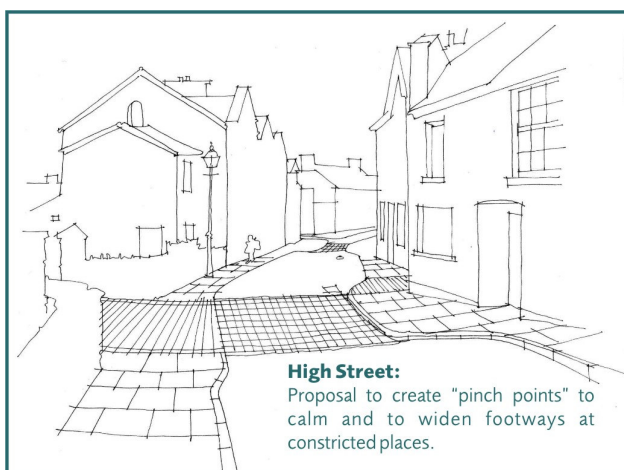 High Street:
Proposal to create “pinch points” to
calm and to widen footways at
constricted places.